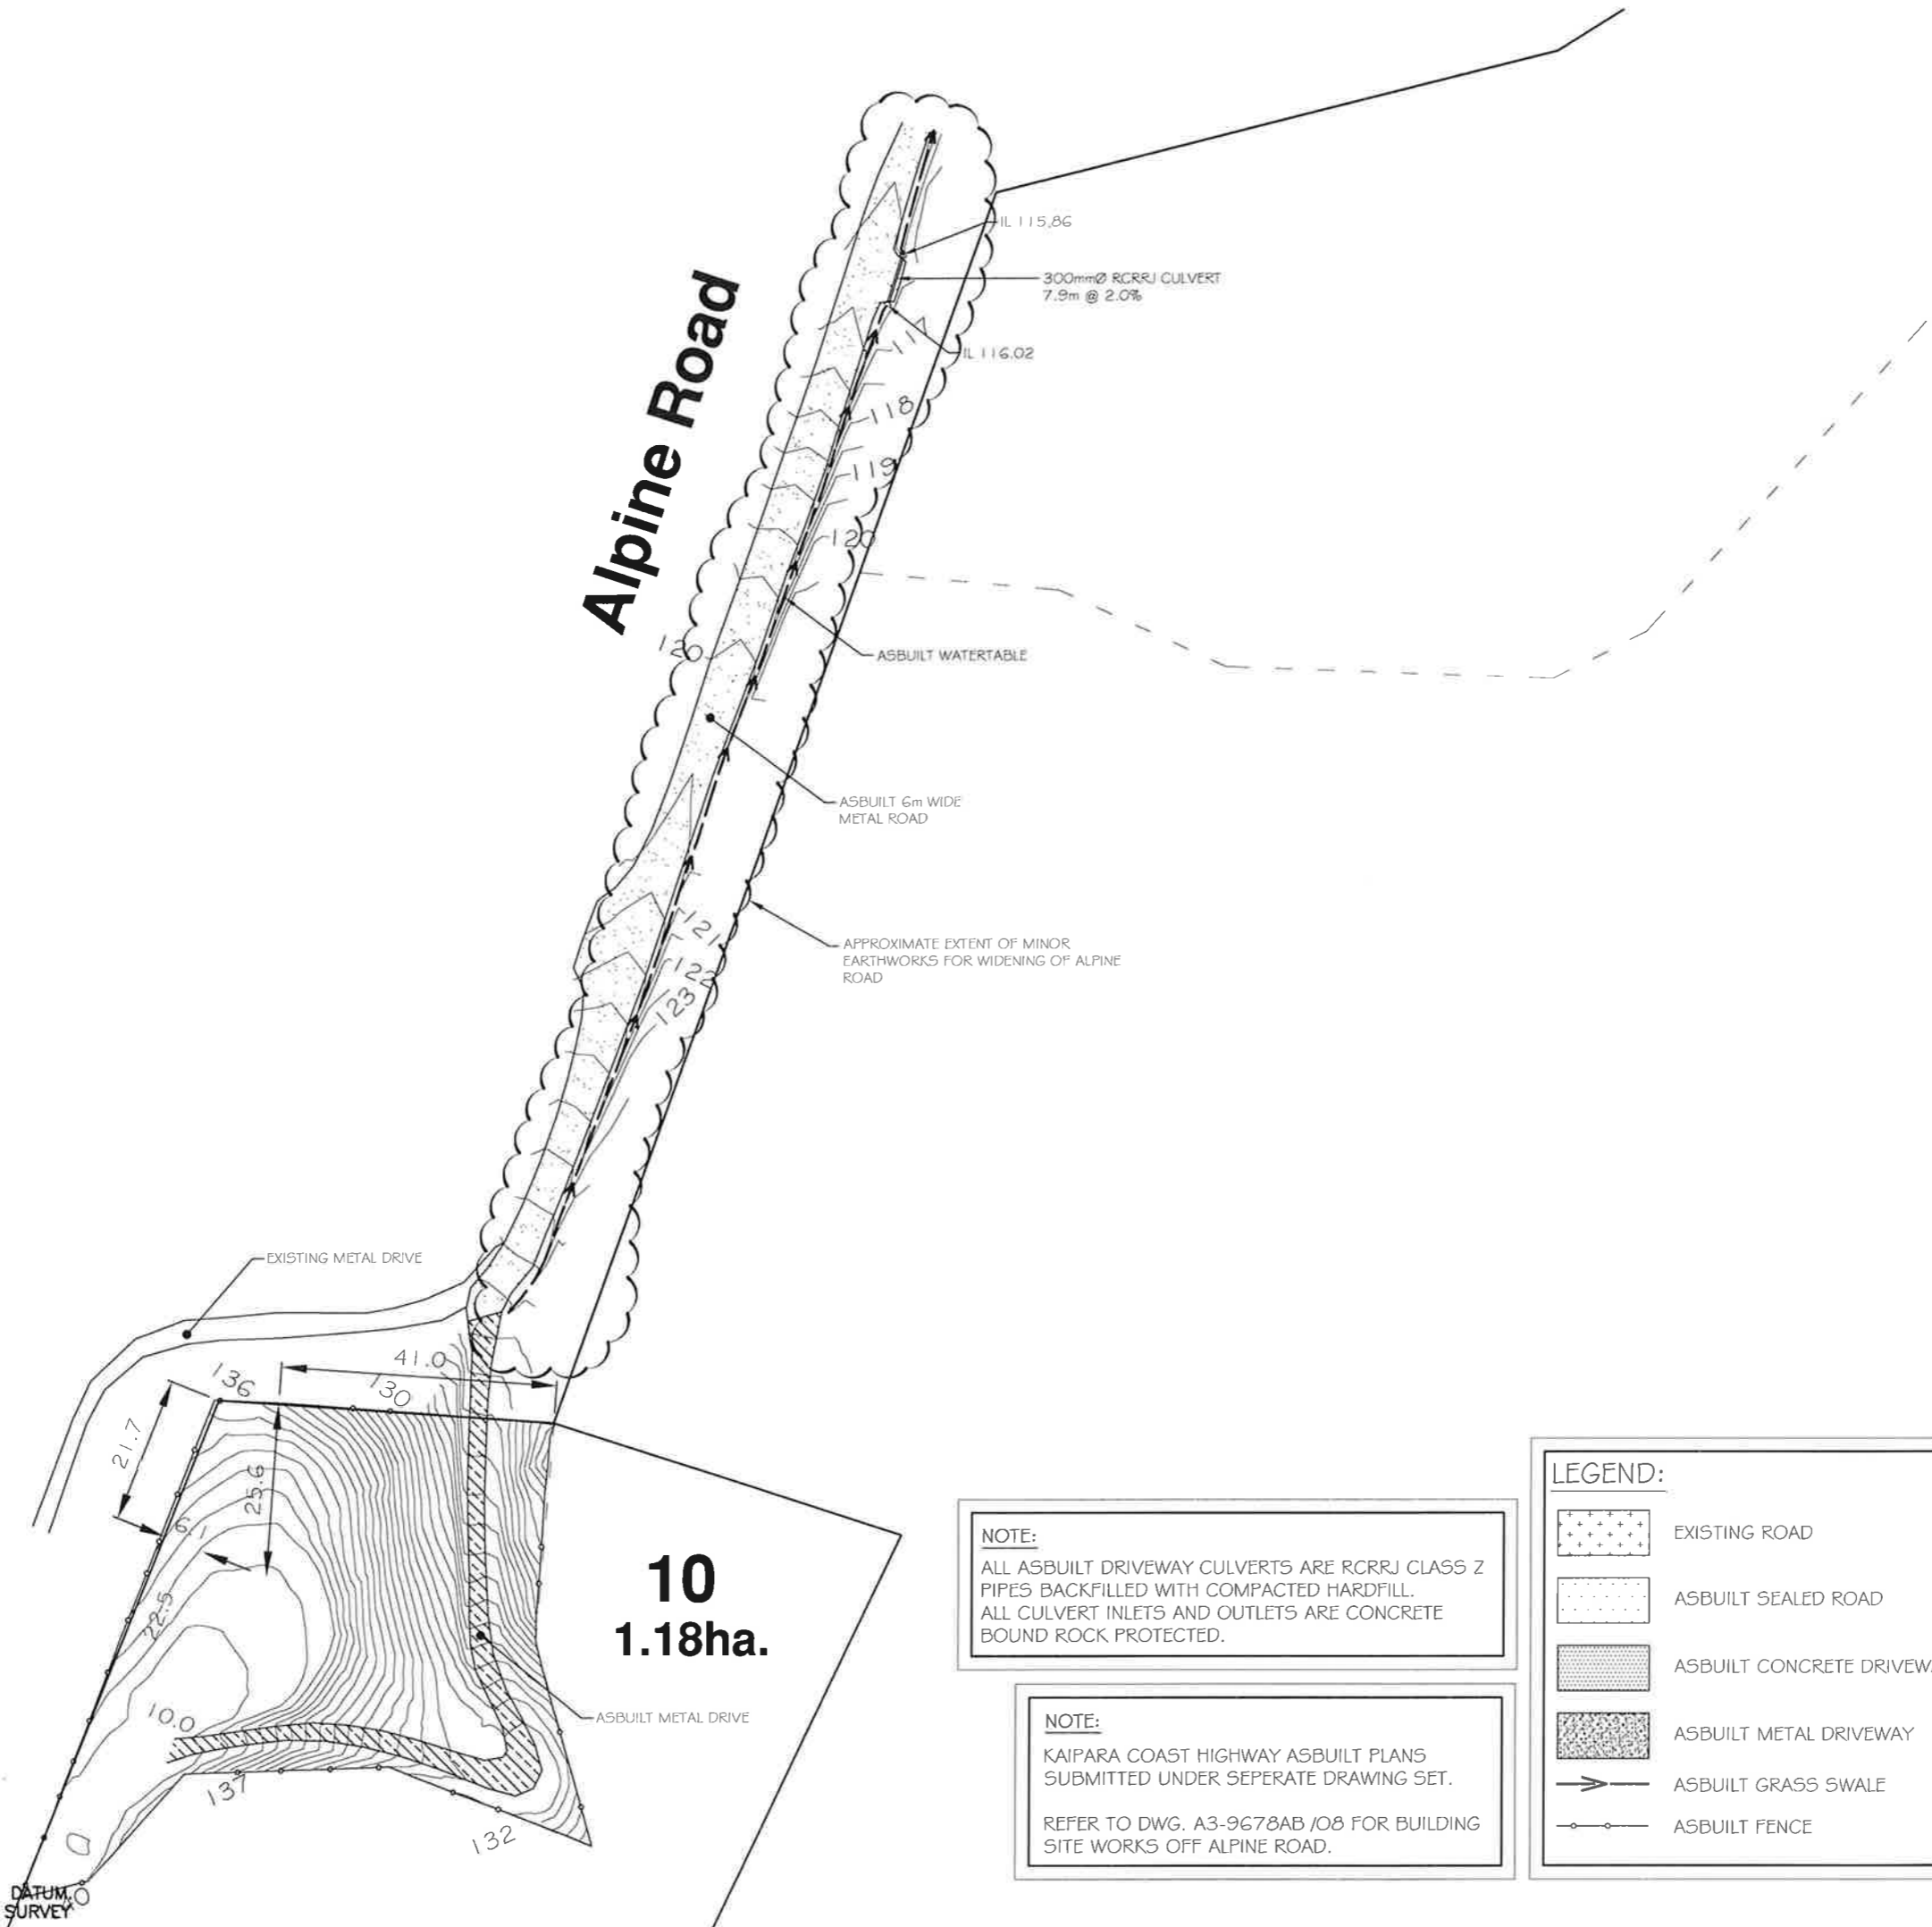 Alpine Road
IL 115.86
300mmØ RCRRJ CULVERT
7.9m @ 2.0%
IL 116.02
118
119
120
120
ASBUILT WATERTABLE
ASBUILT 6m WIDE
METAL ROAD
121
122
123
APPROXIMATE EXTENT OF MINOR
EARTHWORKS FOR WIDENING OF ALPINE
ROAD
EXISTING METAL DRIVE
41.0
136
130
21.7
25.6
6.1
22.5
10
1.18ha.
ASBUILT METAL DRIVE
10.0
137
132
DATUM
SURVEY
NOTE:
ALL ASBUILT DRIVEWAY CULVERTS ARE RCRRJ CLASS Z
PIPES BACKFILLED WITH COMPACTED HARDFILL.
ALL CULVERT INLETS AND OUTLETS ARE CONCRETE
BOUND ROCK PROTECTED.
NOTE:
KAIPARA COAST HIGHWAY ASBUILT PLANS
SUBMITTED UNDER SEPERATE DRAWING SET.
REFER TO DWG. A3-9678AB /08 FOR BUILDING
SITE WORKS OFF ALPINE ROAD.
LEGEND:
EXISTING ROAD
ASBUILT SEALED ROAD
ASBUILT CONCRETE DRIVEW
ASBUILT METAL DRIVEWAY
ASBUILT GRASS SWALE
ASBUILT FENCE